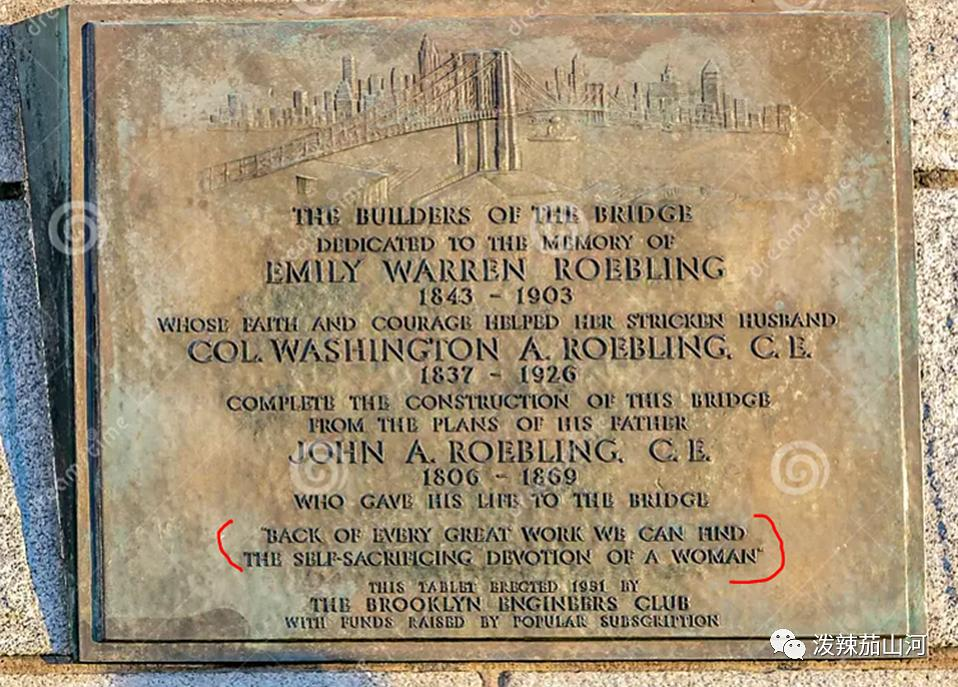 THE BUILDERS OF THE BRIDGE
DEDICATED TO THE MEMORY OF
EMILY WARREN ROEBLING
1843 - 1903
WHOSE FAITH AND COURAGE HELPED HER STRICKEN HUSBAND
COL. WASHINGTON A. ROEBLING, C. E.
1837 - 1926
COMPLETE THE CONSTRUCTION OF THIS BRIDGE
FROM THE PLANS OF HIS FATHER
JOHN A. ROEBLING, C. E.
1806 - 1869
WHO GAVE HIS LIFE TO THE BRIDGE
"BACK OF EVERY GREAT WORK WE CAN FIND
THE SELF-SACRIFICING DEVOTION OF A WOMAN"
THIS TABLET ERECTED 1951 BY
THE BROOKLYN ENGINEERS CLUB
WITH FUNDS RAISED BY POPULAR SUBSCRIPTION
泼辣茄山河